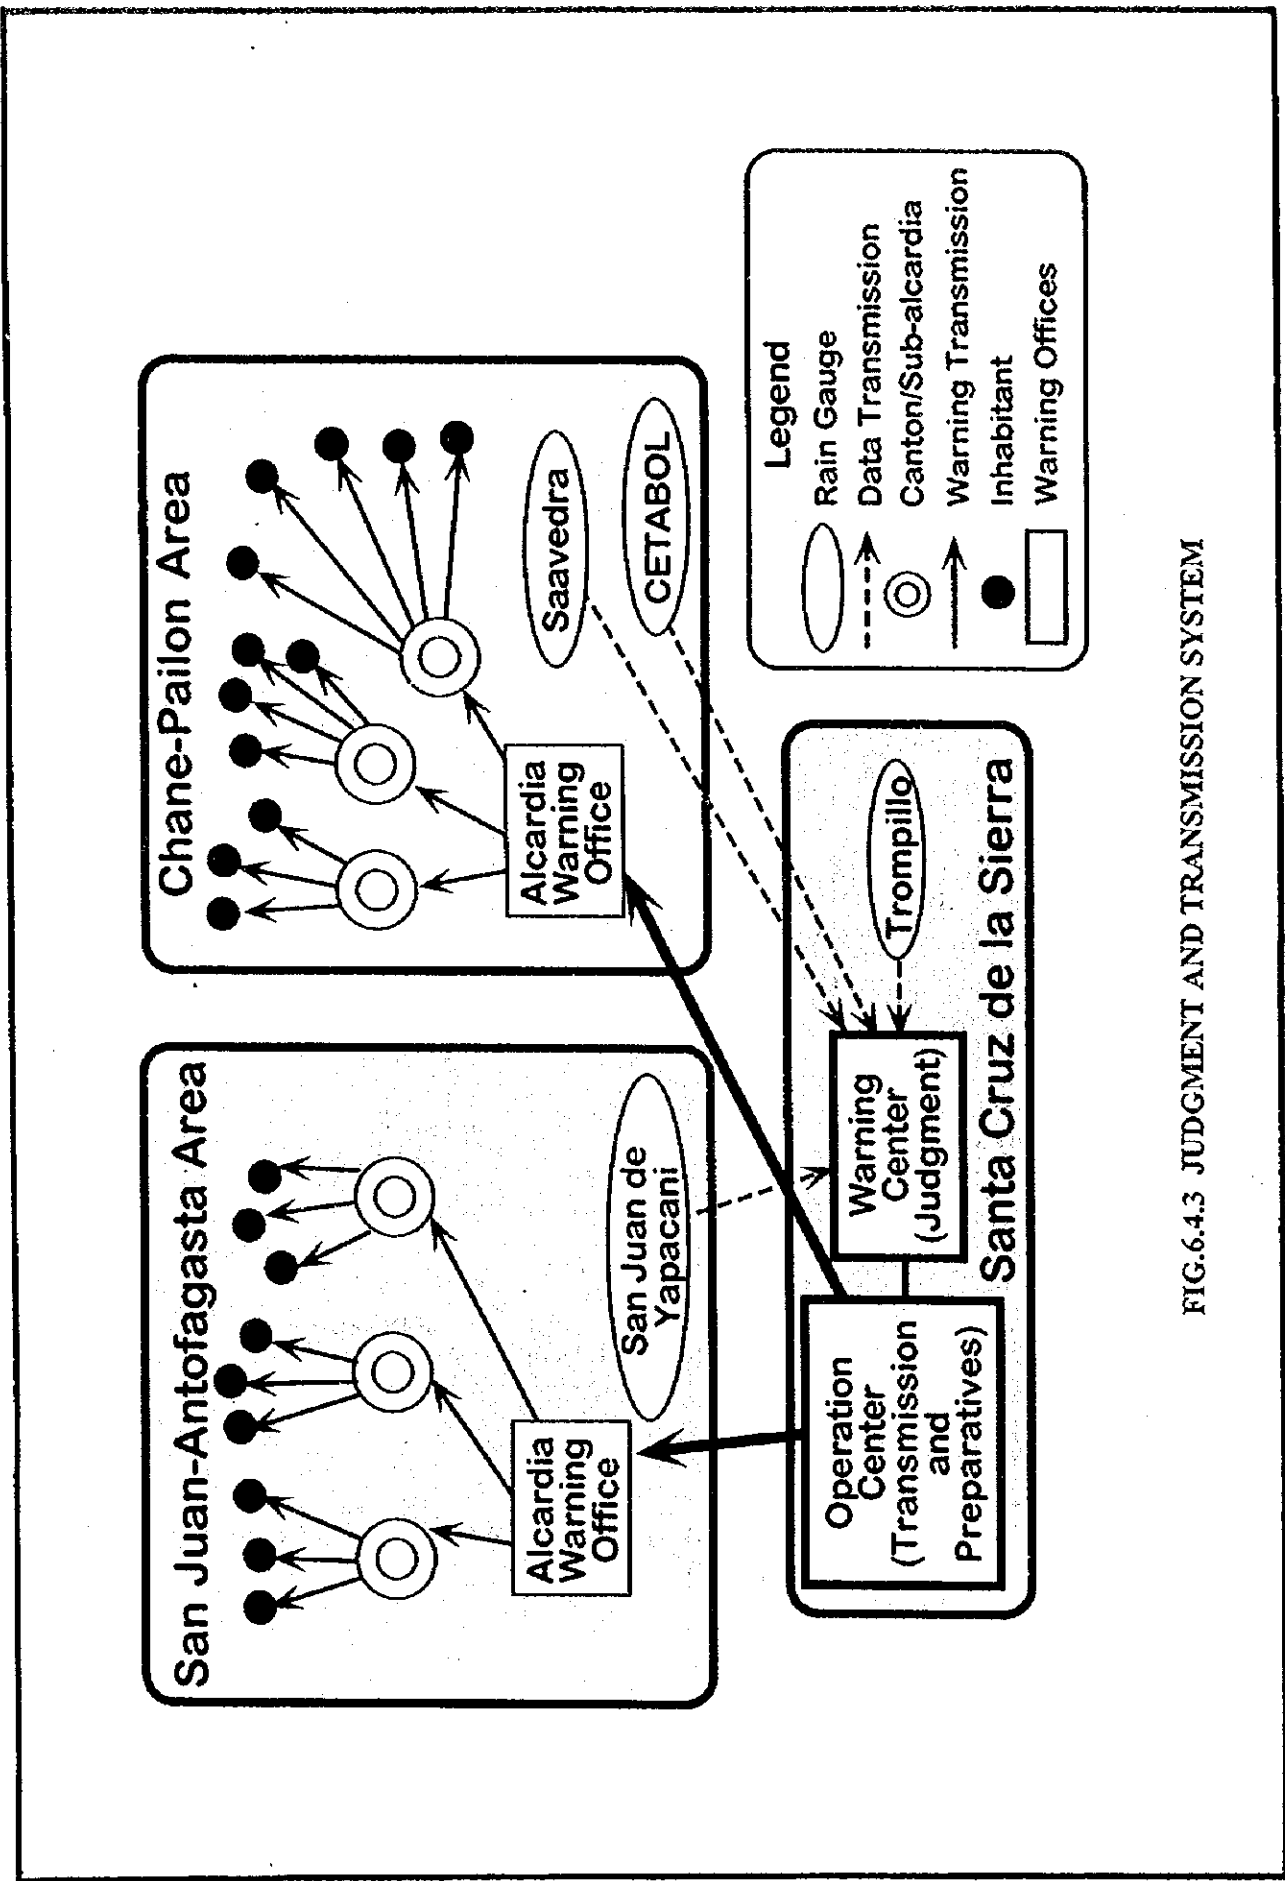 San Juan-Antofagasta Area
Alcardia
Warning
Office
San Juan de
Yapacani
Chane-Pailon Area
Alcardia
Warning
Office
Saavedra
CETABOL
Operation
Center
(Transmission
and
Preparatives)
Warning
Center
(Judgment)
Trompillo
Santa Cruz de la Sierra
Legend
Rain Gauge
Data Transmission
Canton/Sub-alcardia
Warning Transmission
Inhabitant
Warning Offices
FIG.6.4.3 JUDGMENT AND TRANSMISSION SYSTEM